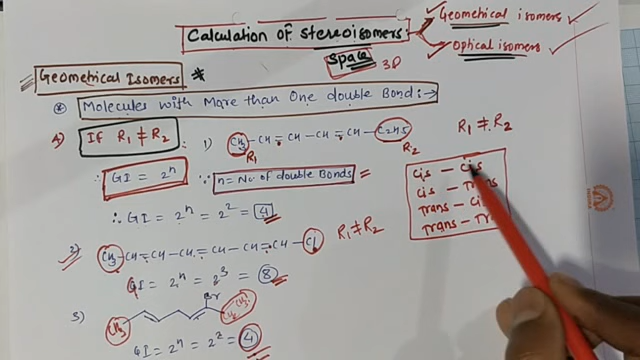 Calculation of stereoisomers
Geometrical isomers
Optical isomers
Space 3D
Geometrical Isomers *
* Molecules with More than One double Bond:→
A) If R1 ≠ R2 : 1) CH3 - CH = CH - CH = CH - C2H5
R1 R2
R1 ≠ R2
∴ GI = 2^n ∵ n = No. of double Bonds =
∴ GI = 2^n = 2^2 = 4
cis - cis
cis - Trans
Trans - Cis
Trans - Tra
2) CH3 - CH = CH - CH = CH - CH = CH - Cl R1 ≠ R2
GI = 2^n = 2^3 = 8
3) CH3 Br CH2 CH3
GI = 2^n = 2^2 = 4